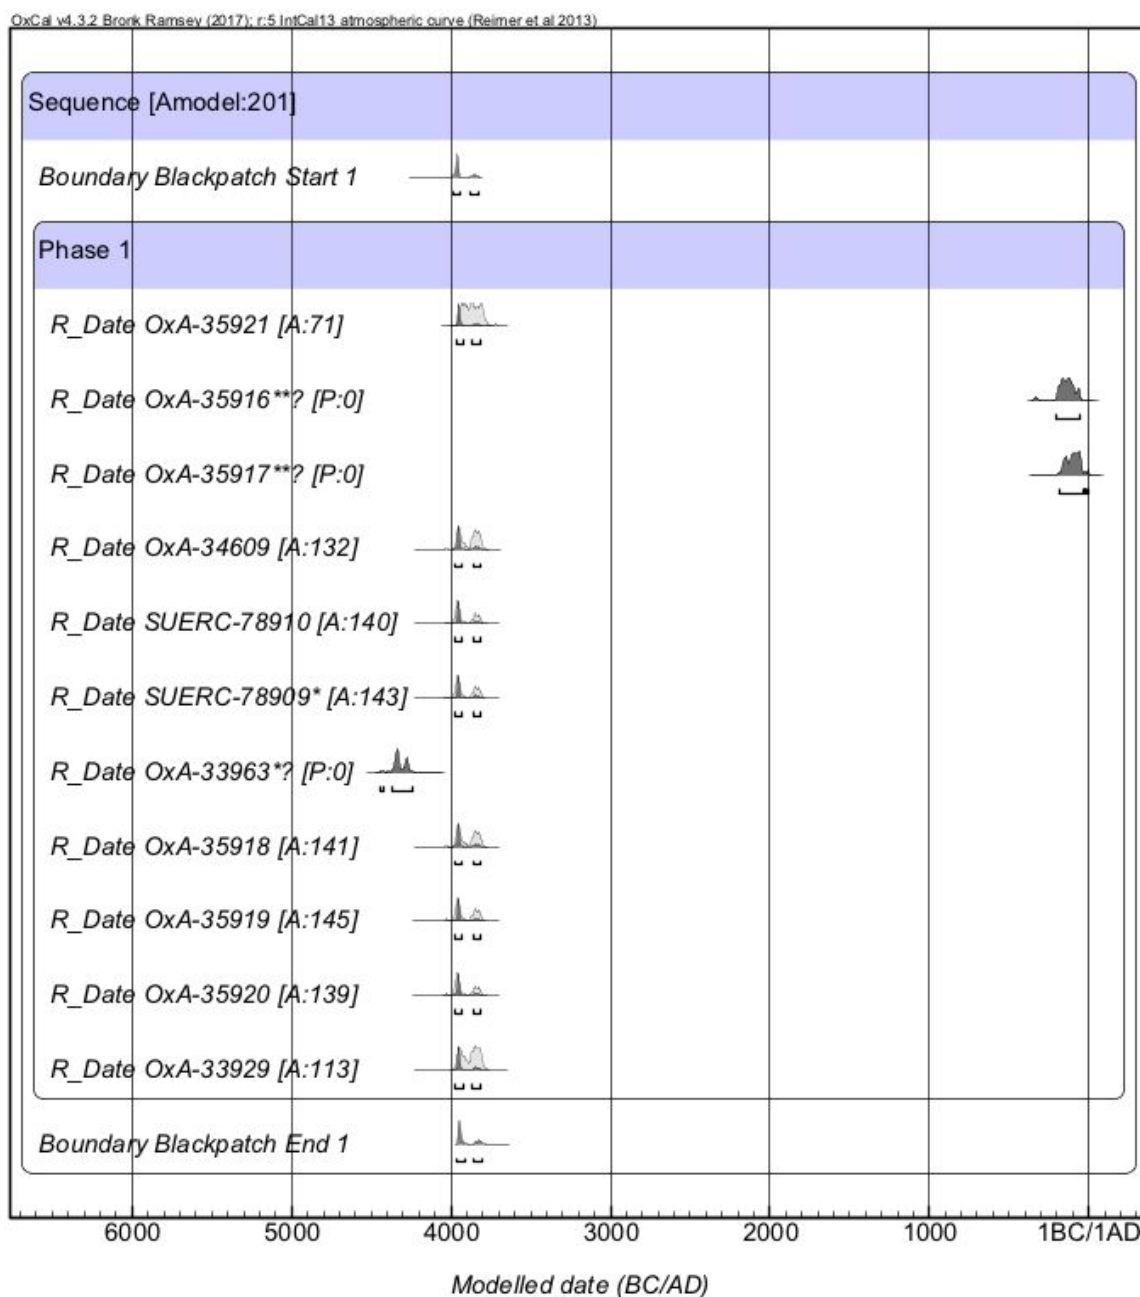 OxCal v4.3.2 Bronk Ramsey (2017); r:5 IntCal13 atmospheric curve (Reimer et al 2013)
Sequence [Amodel:201]
Boundary Blackpatch Start 1
Phase 1
R_Date OxA-35921 [A:71]
R_Date OxA-35916**? [P:0]
R_Date OxA-35917**? [P:0]
R_Date OxA-34609 [A:132]
R_Date SUERC-78910 [A:140]
R_Date SUERC-78909* [A:143]
R_Date OxA-33963*? [P:0]
R_Date OxA-35918 [A:141]
R_Date OxA-35919 [A:145]
R_Date OxA-35920 [A:139]
R_Date OxA-33929 [A:113]
Boundary Blackpatch End 1
6000 5000 4000 3000 2000 1000 1BC/1AD
Modelled date (BC/AD)